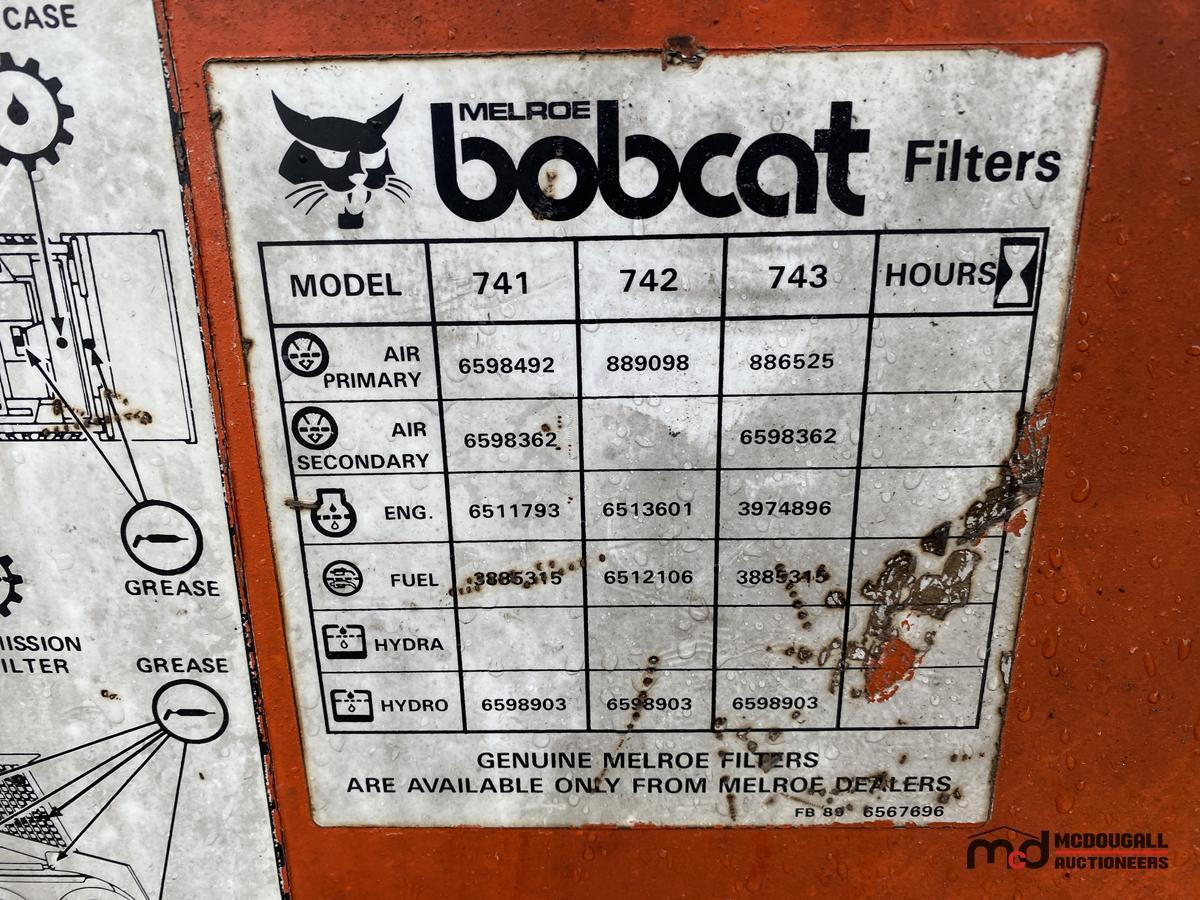 CASE
GREASE
MISSION
FILTER
GREASE
MELROE
bobcat Filters
MODEL 741 742 743 HOURS
AIR PRIMARY 6598492 889098 886525
AIR SECONDARY 6598362 6598362
ENG. 6511793 6513601 3974896
FUEL 3885315 6512106 3885315
HYDRA
HYDRO 6598903 6598903 6598903
GENUINE MELROE FILTERS
ARE AVAILABLE ONLY FROM MELROE DEALERS
FB 89 6567696
mcd MCDOUGALL
AUCTIONEERS